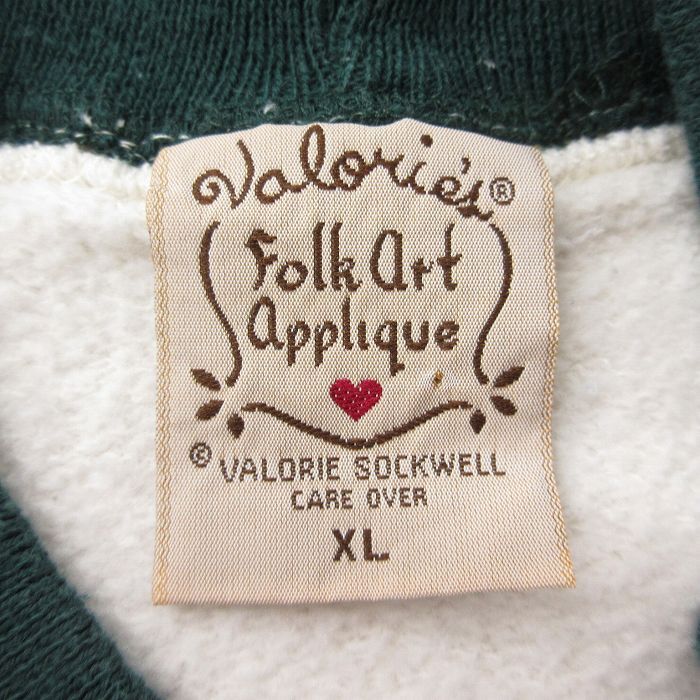 Valorie's®
Folk Art
Applique
® VALORIE SOCKWELL
CARE OVER
XL